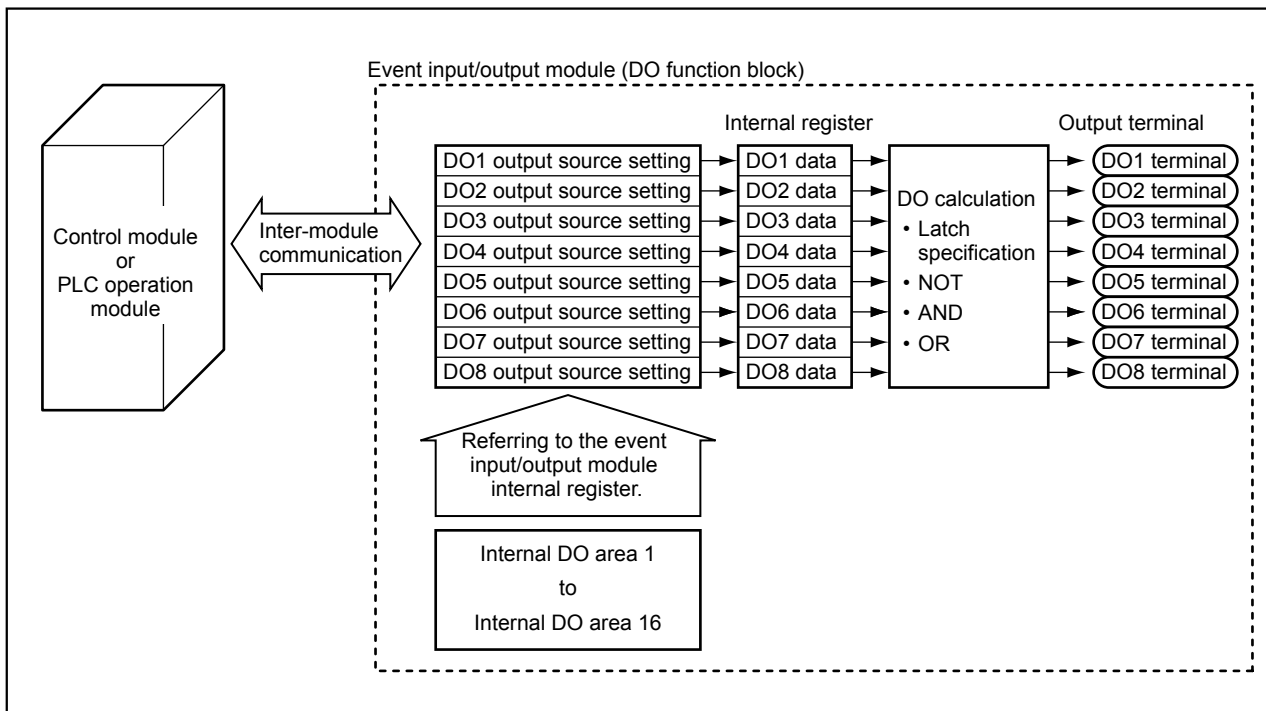 Event input/output module (DO function block)
Internal register
Output terminal
Control module
or
PLC operation
module
Inter-module
communication
DO1 output source setting
DO2 output source setting
DO3 output source setting
DO4 output source setting
DO5 output source setting
DO6 output source setting
DO7 output source setting
DO8 output source setting
DO1 data
DO2 data
DO3 data
DO4 data
DO5 data
DO6 data
DO7 data
DO8 data
DO calculation
• Latch
specification
• NOT
• AND
• OR
DO1 terminal
DO2 terminal
DO3 terminal
DO4 terminal
DO5 terminal
DO6 terminal
DO7 terminal
DO8 terminal
Referring to the event
input/output module
internal register.
Internal DO area 1
to
Internal DO area 16